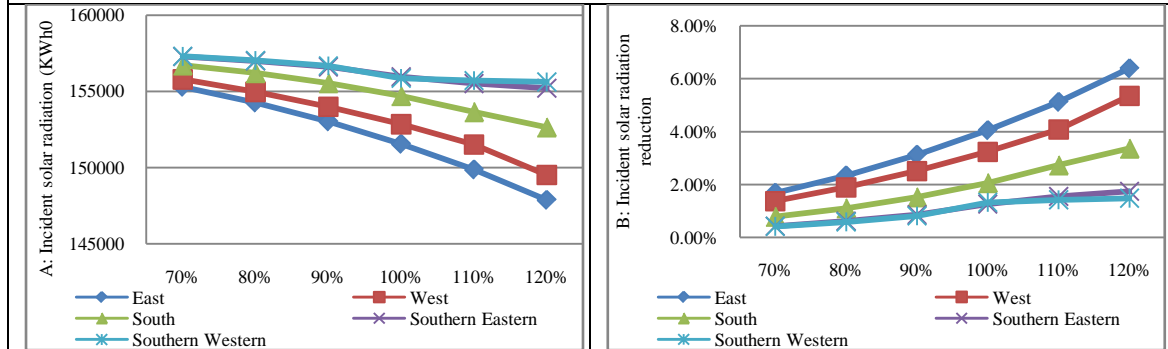 A: Incident solar radiation (KWh0
160000
155000
150000
145000
70% 80% 90% 100% 110% 120%
East West
South Southern Eastern
Southern Western
B: Incident solar radiation
reduction
8.00%
6.00%
4.00%
2.00%
0.00%
70% 80% 90% 100% 110% 120%
East West
South Southern Eastern
Southern Western